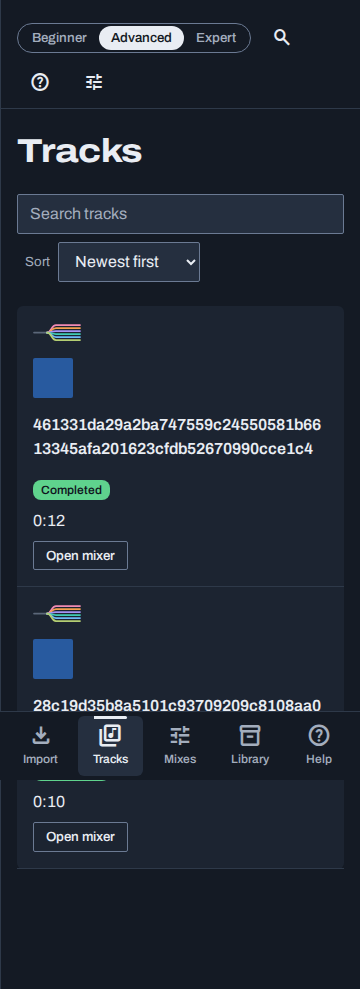 Beginner
Advanced
Expert
Tracks
Search tracks
Sort
Newest first
461331da29a2ba747559c24550581b66
13345afa201623cfdb52670990cce1c4
Completed
0:12
Open mixer
28c19d35b8a5101c93709209c8108aa0
Import
Tracks
Mixes
Library
Help
0:10
Open mixer